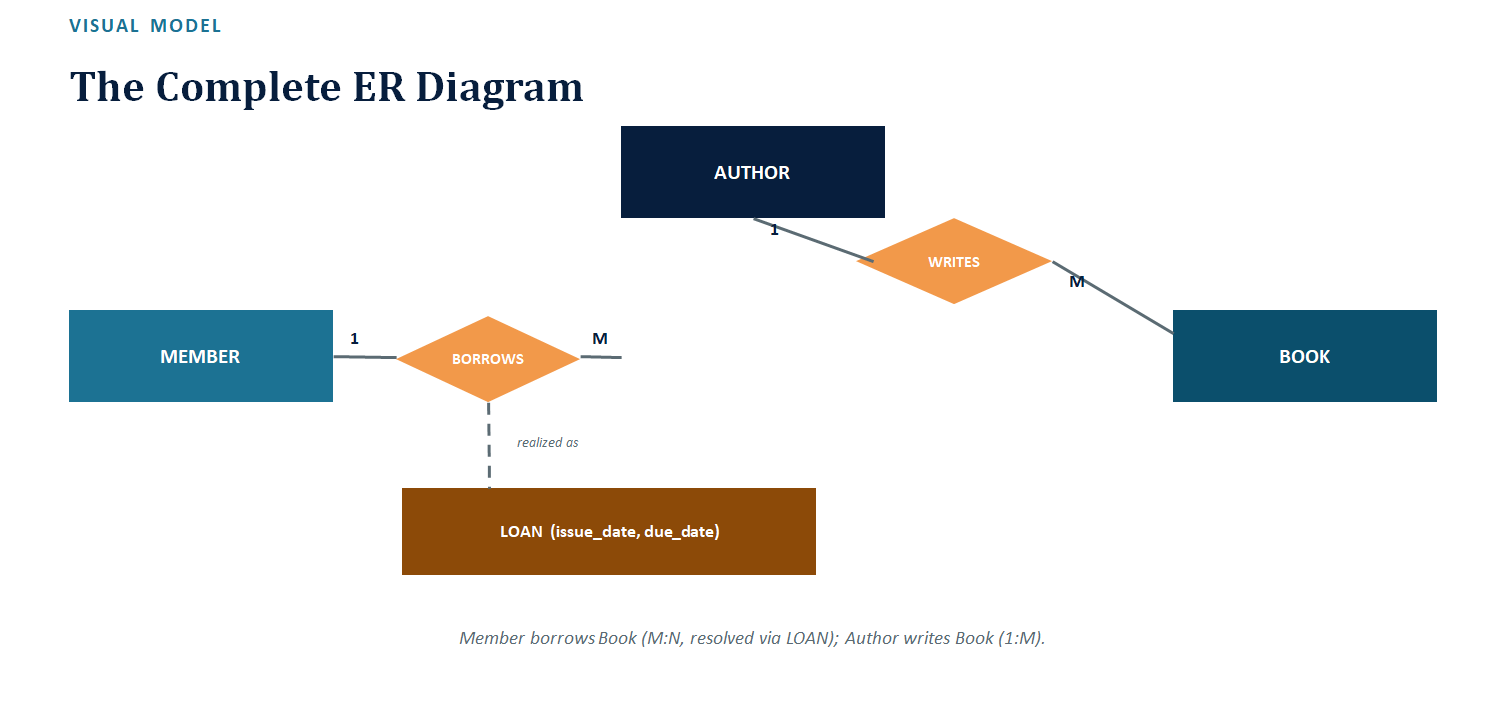 VISUAL MODEL
The Complete ER Diagram
AUTHOR
1
WRITES
M
MEMBER
1
BORROWS
M
BOOK
realized as
LOAN (issue_date, due_date)
Member borrows Book (M:N, resolved via LOAN); Author writes Book (1:M).